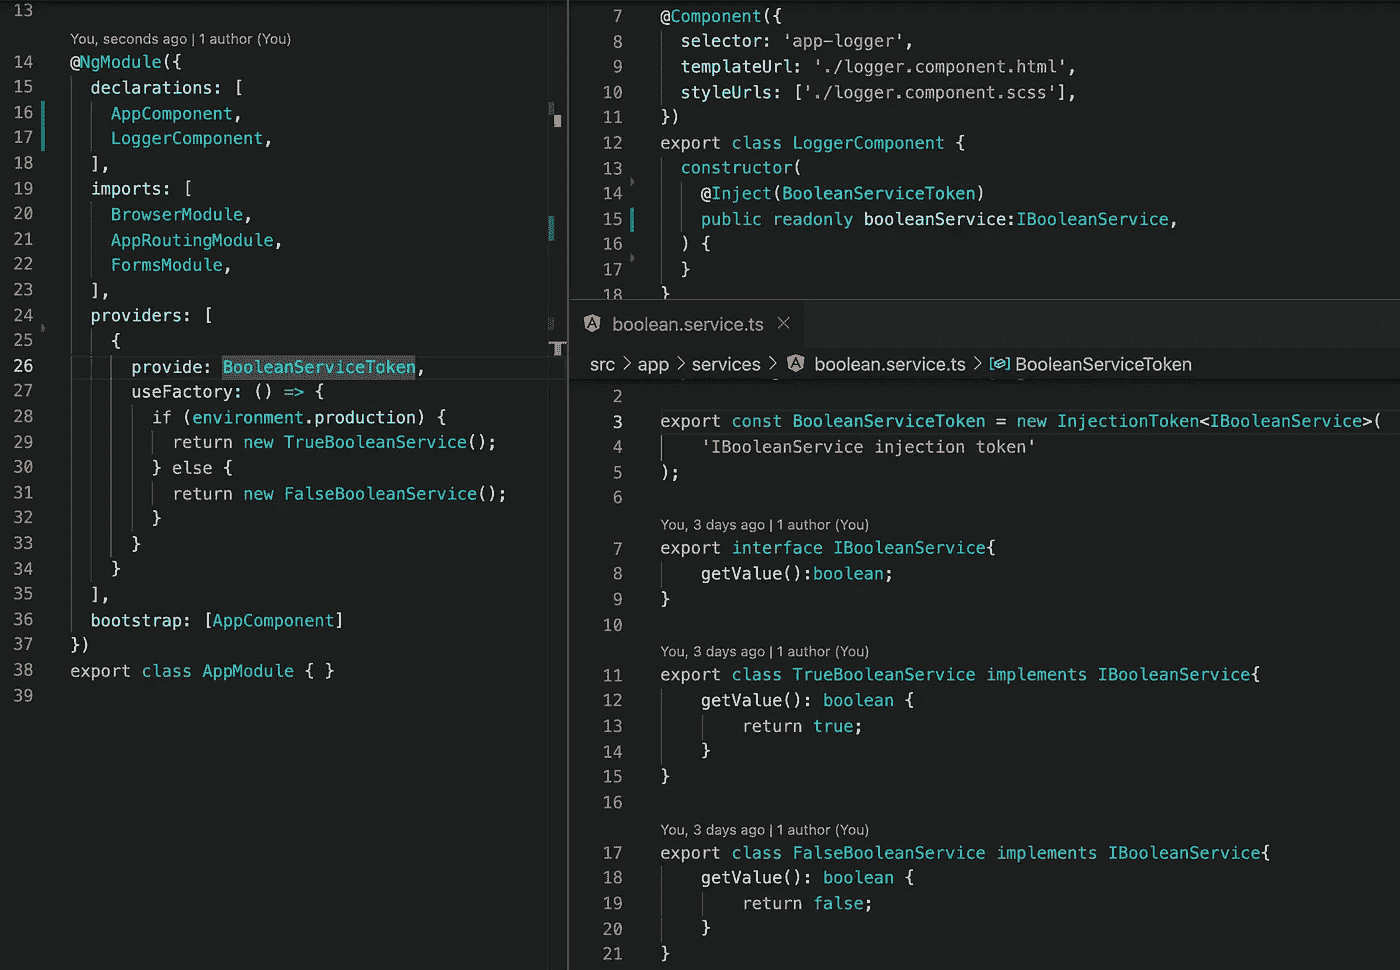 13
You, seconds ago | 1 author (You)
14 @NgModule({
15 declarations: [
16 AppComponent,
17 LoggerComponent,
18 ],
19 imports: [
20 BrowserModule,
21 AppRoutingModule,
22 FormsModule,
23 ],
24 providers: [
25 {
26 provide: BooleanServiceToken,
27 useFactory: () => {
28 if (environment.production) {
29 return new TrueBooleanService();
30 } else {
31 return new FalseBooleanService();
32 }
33 }
34 }
35 ],
36 bootstrap: [AppComponent]
37 })
38 export class AppModule { }
39
7 @Component({
8 selector: 'app-logger',
9 templateUrl: './logger.component.html',
10 styleUrls: ['./logger.component.scss'],
11 })
12 export class LoggerComponent {
13 constructor(
14 @Inject(BooleanServiceToken)
15 public readonly booleanService:IBooleanService,
16 ) {
17 }
18 }
boolean.service.ts
src > app > services > boolean.service.ts > BooleanServiceToken
2
3 export const BooleanServiceToken = new InjectionToken<IBooleanService>(
4 'IBooleanService injection token'
5 );
6
You, 3 days ago | 1 author (You)
7 export interface IBooleanService{
8 getValue():boolean;
9 }
10
You, 3 days ago | 1 author (You)
11 export class TrueBooleanService implements IBooleanService{
12 getValue(): boolean {
13 return true;
14 }
15 }
16
You, 3 days ago | 1 author (You)
17 export class FalseBooleanService implements IBooleanService{
18 getValue(): boolean {
19 return false;
20 }
21 }